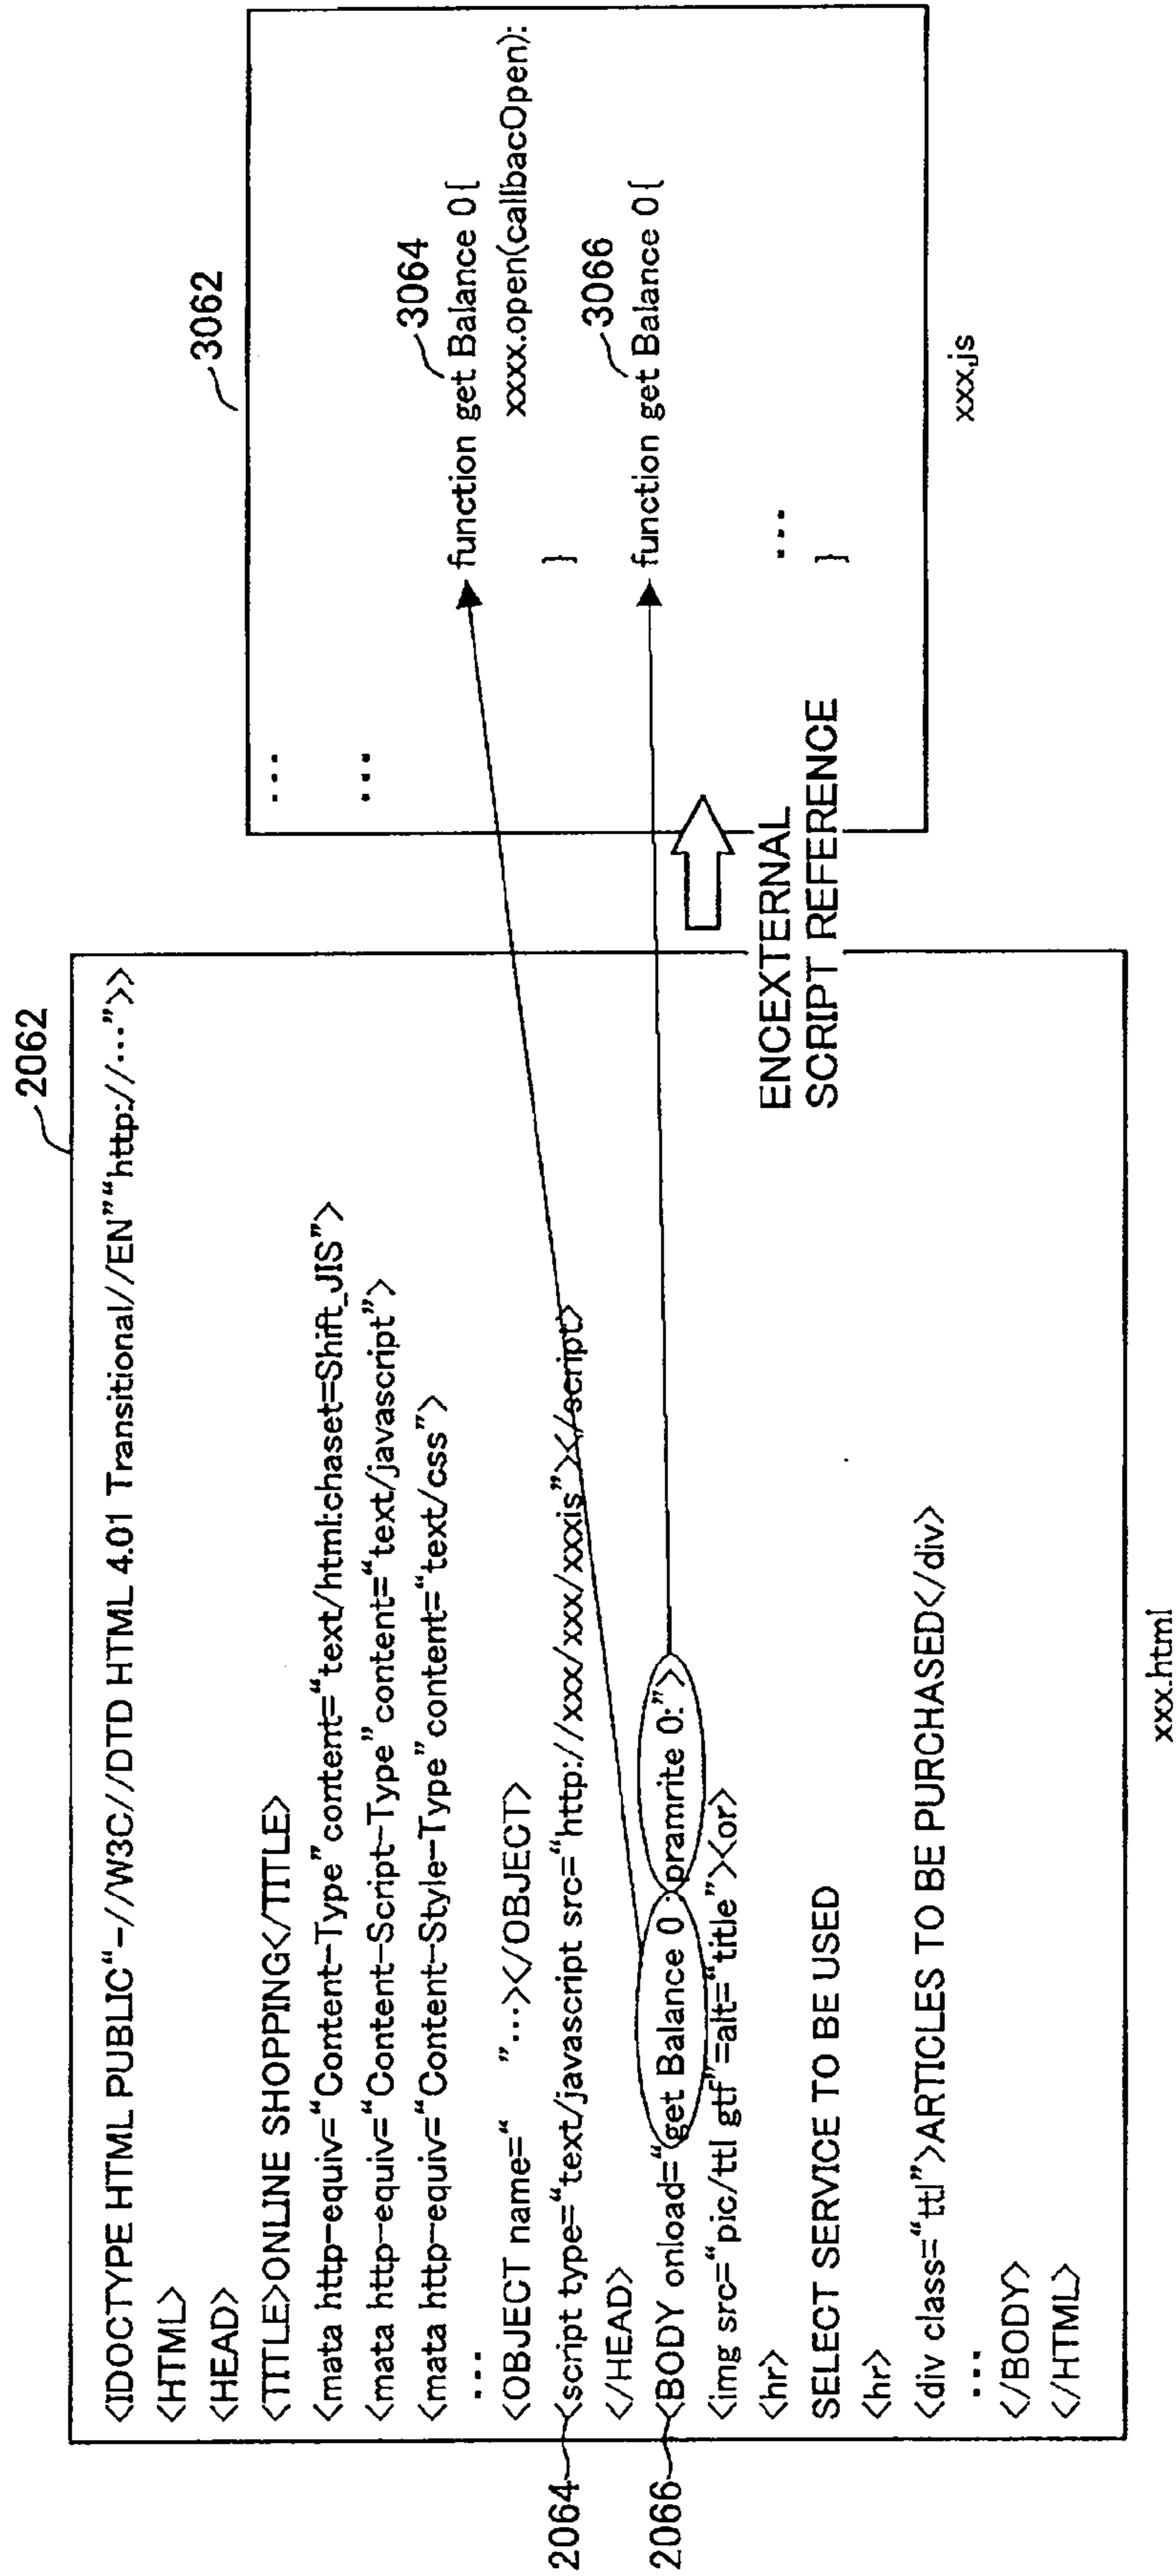 2062
<IDOCTYPE HTML PUBLIC“-//W3C//DTD HTML 4.01 Transitional//EN”“http://...”>>
<HTML>
<HEAD>
<TITLE>ONLINE SHOPPING</TITLE>
<mata http-equiv=“Content-Type”content=“text/html:chaset=Shift_JIS”>
<mata http-equiv=“Content-Script-Type”content=“text/javascript”>
<mata http-equiv=“Content-Style-Type”content=“text/css”>
...
<OBJECT name=“ ”...></OBJECT>
2064 <script type=“text/javascript src=“http://xxx/xxx/xxxis”></script>
</HEAD>
2066 <BODY onload=“get Balance 0 : pramrite 0:”>
<img src=“pic/ttl gtf”=alt=“title”><or>
<hr>
SELECT SERVICE TO BE USED
<hr>
<div class=“ttl”>ARTICLES TO BE PURCHASED</div>
...
</BODY>
</HTML>
xxx.html
ENCEXTERNAL
SCRIPT REFERENCE
3062
...
...
3064
function get Balance 0{
xxxx.open(callbacOpen):
}
3066
function get Balance 0{
...
}
xxx.js